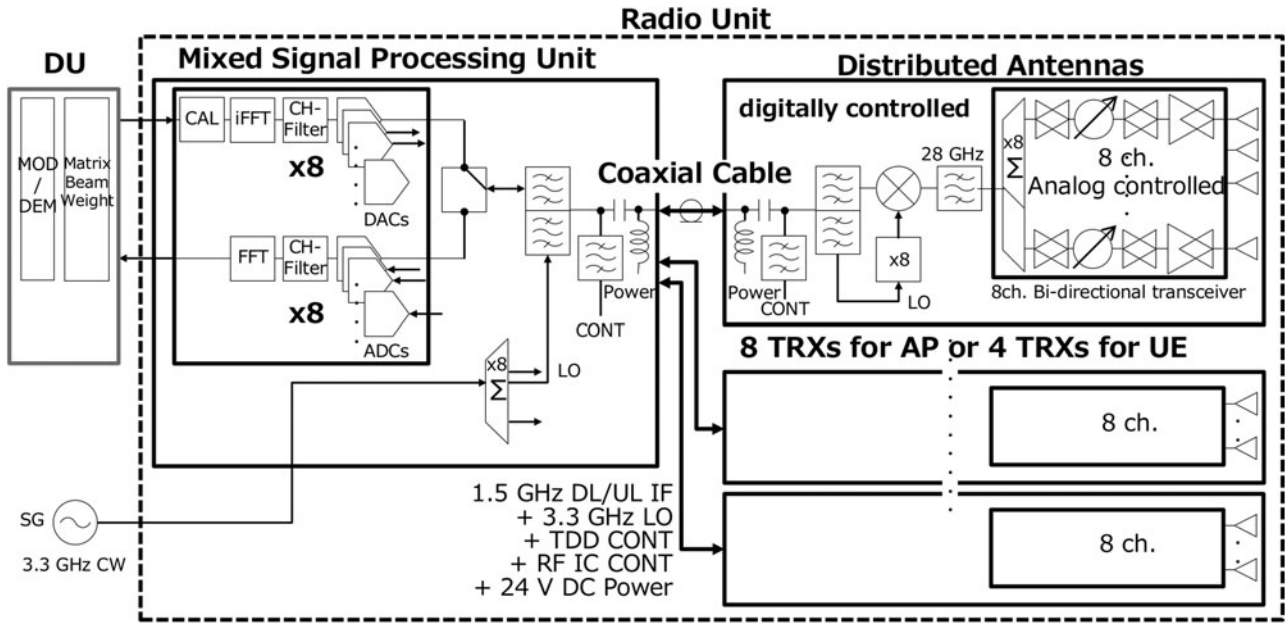 Radio Unit
DU
Mixed Signal Processing Unit
Distributed Antennas
MOD
/
DEM
Matrix
Beam
Weight
CAL
iFFT
CH-
Filter
x8
DACs
FFT
CH-
Filter
x8
ADCs
x8
Σ
LO
Power
CONT
Coaxial Cable
digitally controlled
Power
CONT
28 GHz
x8
LO
x8
Σ
8 ch.
Analog controlled
8ch. Bi-directional transceiver
8 TRXs for AP or 4 TRXs for UE
8 ch.
8 ch.
SG
3.3 GHz CW
1.5 GHz DL/UL IF
+ 3.3 GHz LO
+ TDD CONT
+ RF IC CONT
+ 24 V DC Power